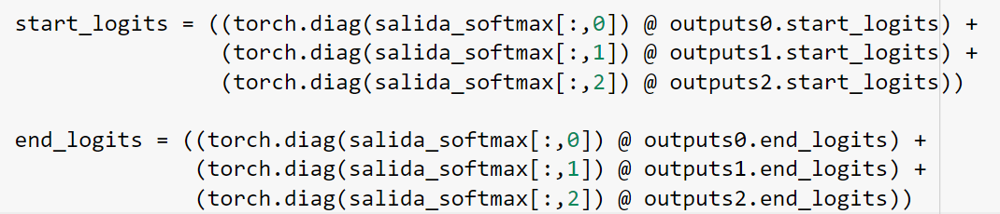 start_logits = ((torch.diag(salida_softmax[:,0]) @ outputs0.start_logits) +
(torch.diag(salida_softmax[:,1]) @ outputs1.start_logits) +
(torch.diag(salida_softmax[:,2]) @ outputs2.start_logits))
end_logits = ((torch.diag(salida_softmax[:,0]) @ outputs0.end_logits) +
(torch.diag(salida_softmax[:,1]) @ outputs1.end_logits) +
(torch.diag(salida_softmax[:,2]) @ outputs2.end_logits))